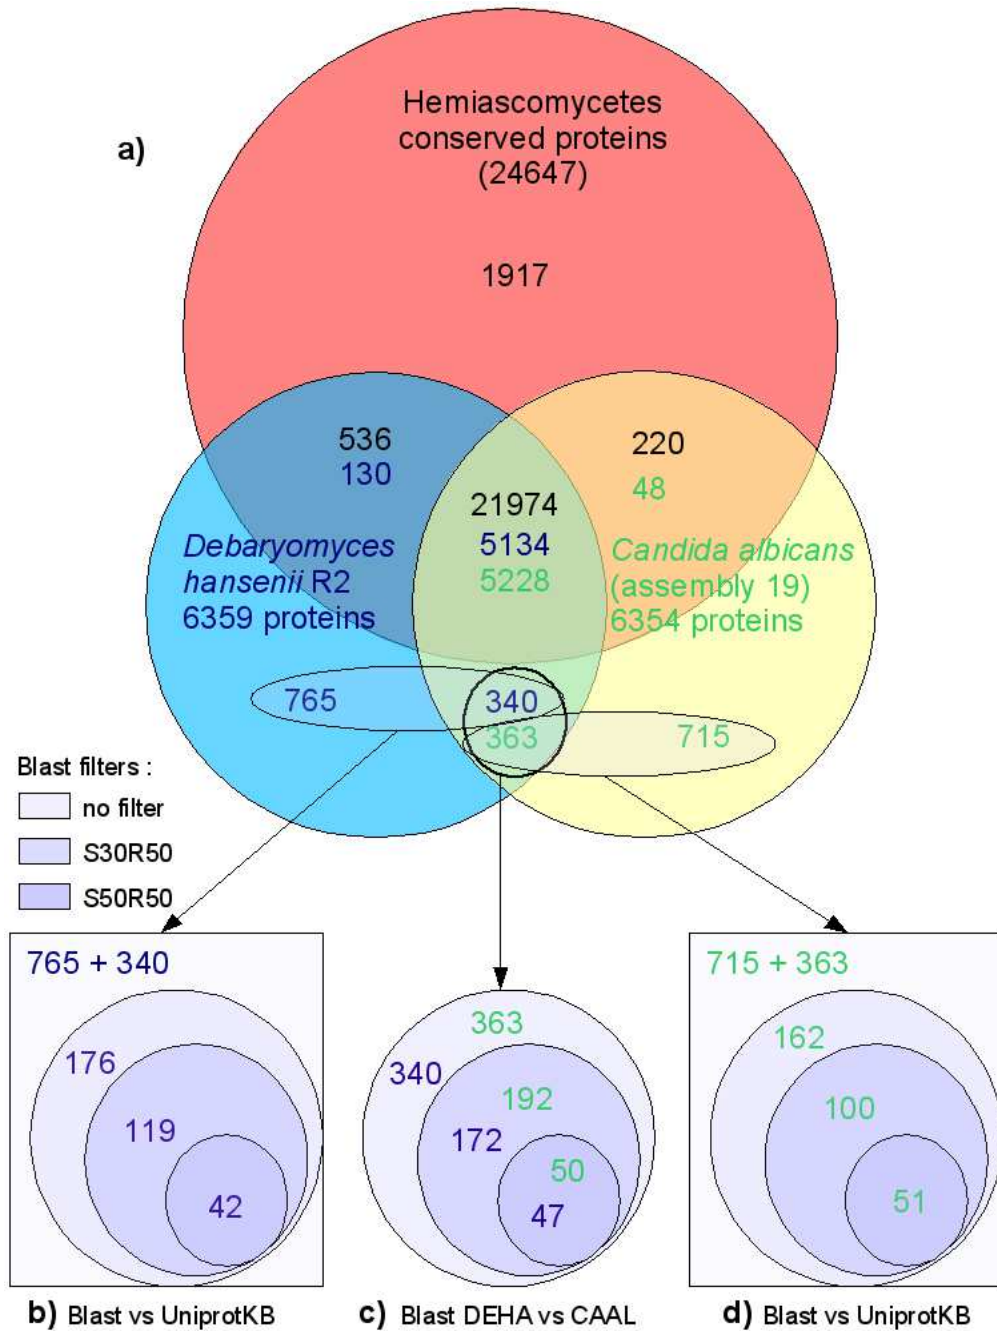 a)
Hemiascomycetes
conserved proteins
(24647)
1917
536
130
220
48
21974
5134
5228
Debaryomyces
hansenii R2
6359 proteins
Candida albicans
(assembly 19)
6354 proteins
765
340
363
715
Blast filters :
no filter
S30R50
S50R50
765 + 340
176
119
42
363
340
192
172
50
47
715 + 363
162
100
51
b) Blast vs UniprotKB
c) Blast DEHA vs CAAL
d) Blast vs UniprotKB